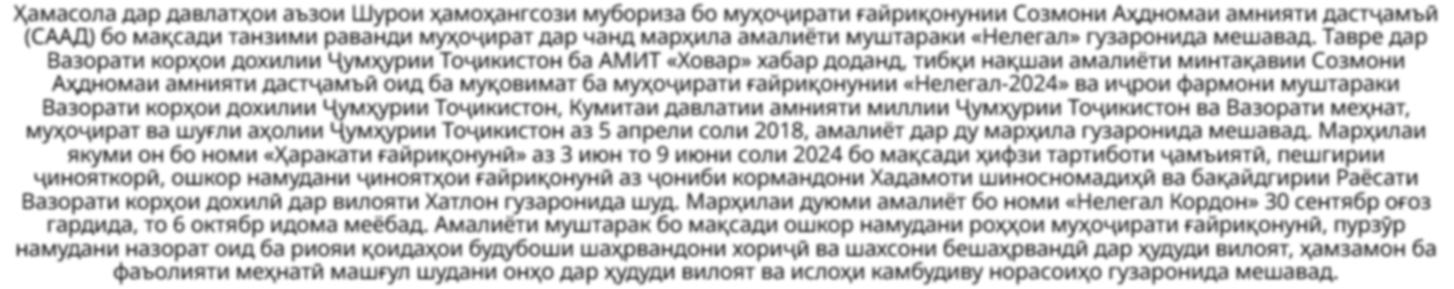 Ҳамасола дар давлатҳои аъзои Шурои ҳамоҳангсози мубориза бо муҳоҷирати ғайриқонунии Созмони Аҳдномаи амнияти дастҷамъӣ
(СААД) бо мақсади танзими раванди муҳоҷират дар чанд марҳила амалиёти муштараки «Нелегал» гузаронида мешавад. Тавре дар
Вазорати корҳои дохилии Ҷумҳурии Тоҷикистон ба АМИТ «Ховар» хабар доданд, тибқи нақшаи амалиёти минтақавии Созмони
Аҳдномаи амнияти дастҷамъӣ оид ба муқовимат ба муҳоҷирати ғайриқонунии «Нелегал-2024» ва иҷрои фармони муштараки
Вазорати корҳои дохилии Ҷумҳурии Тоҷикистон, Кумитаи давлатии амнияти миллии Ҷумҳурии Тоҷикистон ва Вазорати меҳнат,
муҳоҷират ва шуғли аҳолии Ҷумҳурии Тоҷикистон аз 5 апрели соли 2018, амалиёт дар ду марҳила гузаронида мешавад. Марҳилаи
якуми он бо номи «Ҳаракати ғайриқонунӣ» аз 3 июн то 9 июни соли 2024 бо мақсади ҳифзи тартиботи ҷамъиятӣ, пешгирии
ҷинояткорӣ, ошкор намудани ҷиноятҳои ғайриқонунӣ аз ҷониби кормандони Хадамоти шиносномадиҳӣ ва бақайдгирии Раёсати
Вазорати корҳои дохилӣ дар вилояти Хатлон гузаронида шуд. Марҳилаи дуюми амалиёт бо номи «Нелегал Кордон» 30 сентябр оғоз
гардида, то 6 октябр идома меёбад. Амалиёти муштарак бо мақсади ошкор намудани роҳҳои муҳоҷирати ғайриқонунӣ, пурзӯр
намудани назорат оид ба риояи қоидаҳои будубоши шаҳрвандони хориҷӣ ва шахсони бешаҳрвандӣ дар ҳудуди вилоят, ҳамзамон ба
фаъолияти меҳнатӣ машғул шудани онҳо дар ҳудуди вилоят ва ислоҳи камбудиву норасоиҳо гузаронида мешавад.